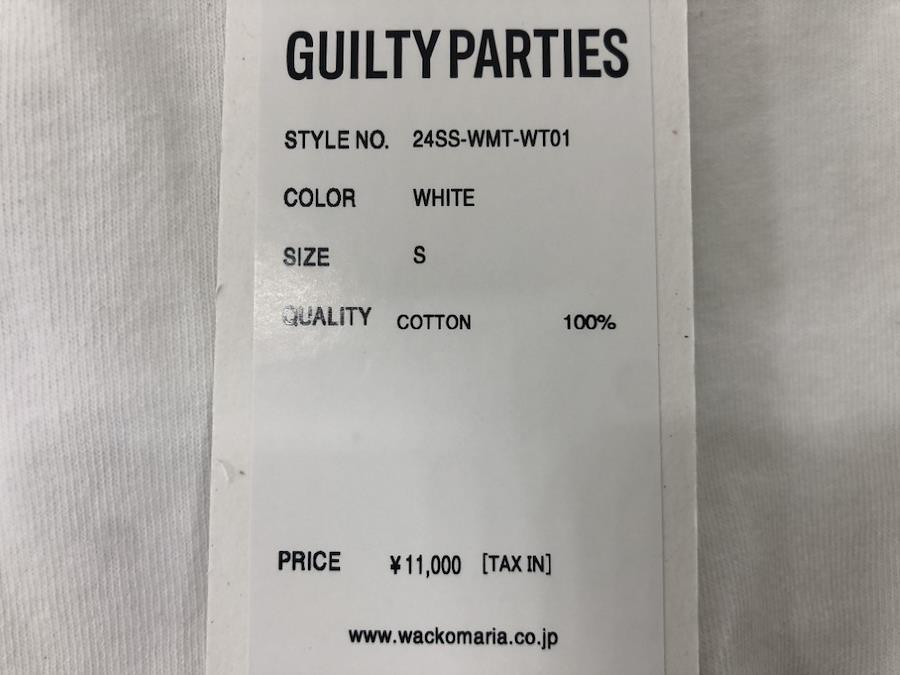 GUILTY PARTIES
STYLE NO. 24SS-WMT-WT01
COLOR WHITE
SIZE S
QUALITY COTTON 100%
PRICE ¥11,000 [TAX IN]
www.wackomaria.co.jp